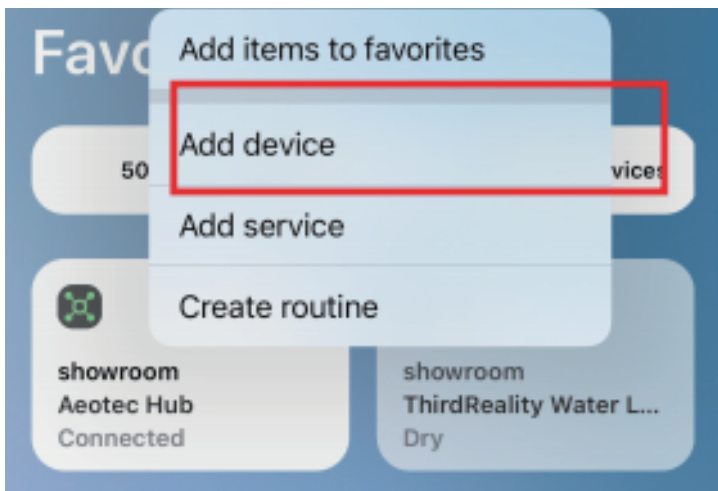 Favo
Add items to favorites
Add device
50
vices
Add service
Create routine
showroom
Aeotec Hub
Connected
showroom
ThirdReality Water L...
Dry